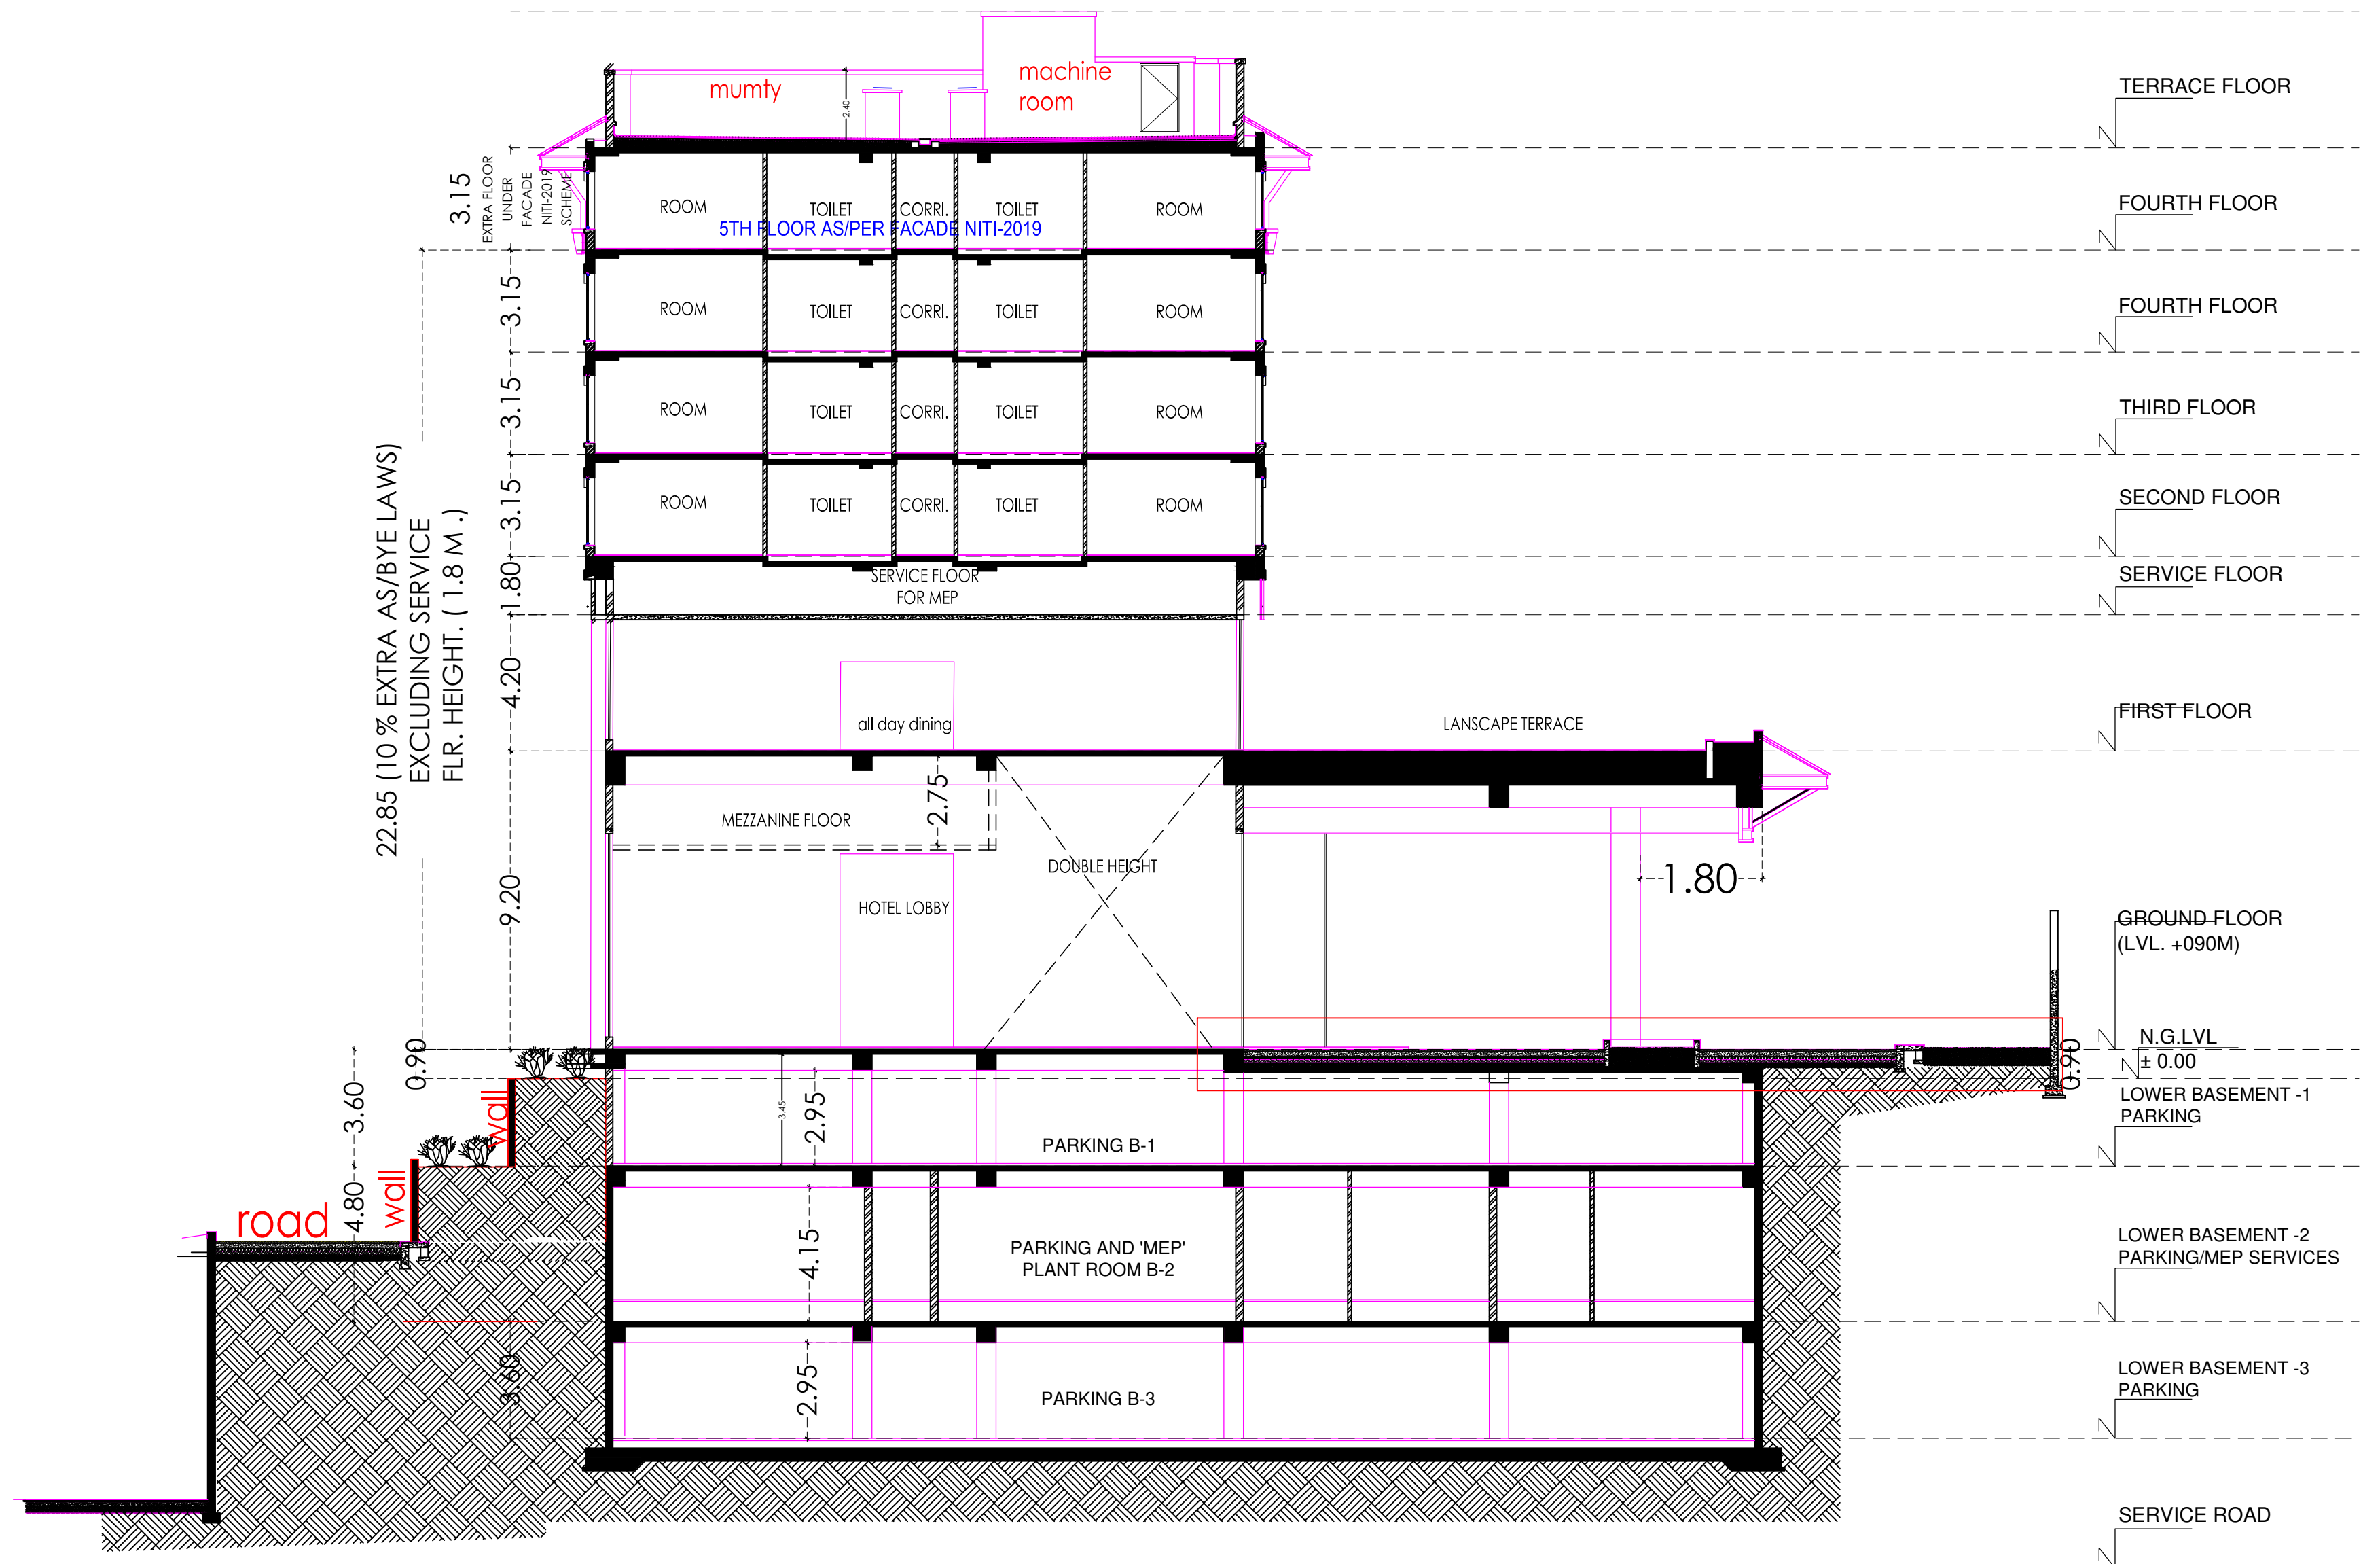 mumty
machine
room
2.40
TERRACE FLOOR
3.15
EXTRA FLOOR
UNDER
FACADE
NITI-2019
SCHEME
ROOM
TOILET
CORRI.
TOILET
ROOM
5TH FLOOR AS/PER FACADE NITI-2019
FOURTH FLOOR
3.15
ROOM
TOILET
CORRI.
TOILET
ROOM
FOURTH FLOOR
3.15
ROOM
TOILET
CORRI.
TOILET
ROOM
THIRD FLOOR
3.15
ROOM
TOILET
CORRI.
TOILET
ROOM
SECOND FLOOR
22.85 (10 % EXTRA AS/BYE LAWS)
EXCLUDING SERVICE
FLR. HEIGHT. ( 1.8 M .)
1.80
SERVICE FLOOR
FOR MEP
SERVICE FLOOR
4.20
all day dining
LANSCAPE TERRACE
FIRST FLOOR
2.75
MEZZANINE FLOOR
DOUBLE HEIGHT
1.80
9.20
HOTEL LOBBY
GROUND FLOOR
(LVL. +090M)
0.90
0.90
N.G.LVL
± 0.00
3.60
wall
3.45
2.95
PARKING B-1
LOWER BASEMENT -1
PARKING
road
wall
4.80
4.15
PARKING AND 'MEP'
PLANT ROOM B-2
LOWER BASEMENT -2
PARKING/MEP SERVICES
3.60
2.95
PARKING B-3
LOWER BASEMENT -3
PARKING
SERVICE ROAD